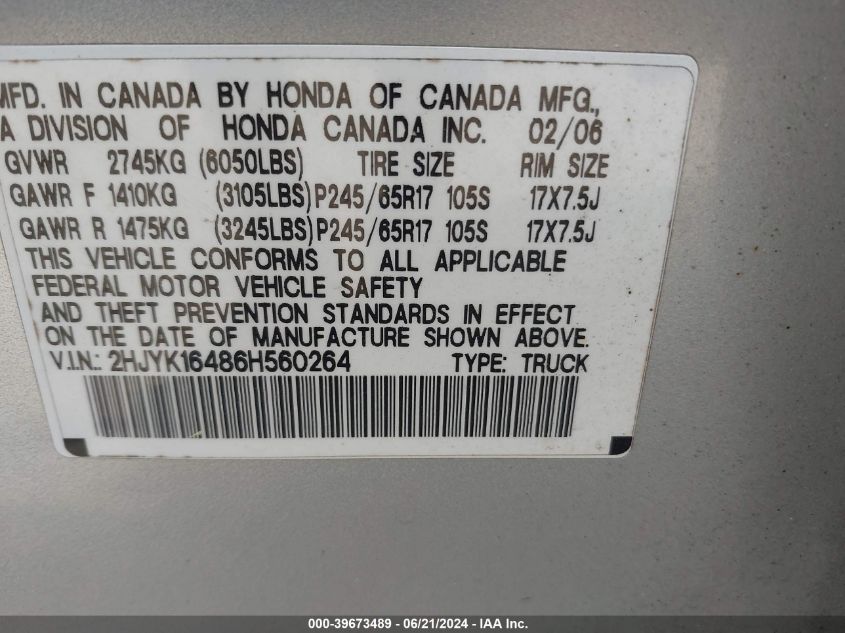 MFD. IN CANADA BY HONDA OF CANADA MFG.,
A DIVISION OF HONDA CANADA INC. 02/06
GVWR 2745KG (6050LBS) TIRE SIZE RIM SIZE
GAWR F 1410KG (3105LBS) P245/65R17 105S 17X7.5J
GAWR R 1475KG (3245LBS) P245/65R17 105S 17X7.5J
THIS VEHICLE CONFORMS TO ALL APPLICABLE
FEDERAL MOTOR VEHICLE SAFETY
AND THEFT PREVENTION STANDARDS IN EFFECT
ON THE DATE OF MANUFACTURE SHOWN ABOVE.
V.I.N.: 2HJYK16486H560264 TYPE: TRUCK
000-39673489 - 06/21/2024 - IAA Inc.